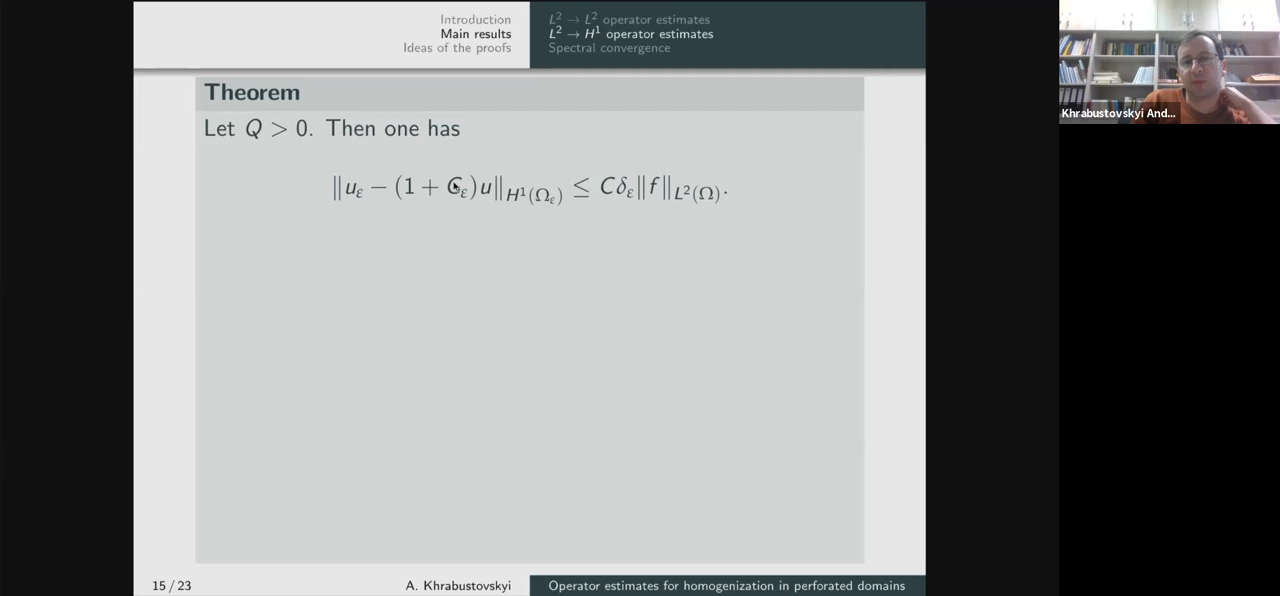 Introduction
Main results
Ideas of the proofs
L² → L² operator estimates
L² → H¹ operator estimates
Spectral convergence
Theorem
Let Q > 0. Then one has
‖u_ε − (1 + G_ε)u‖_{H¹(Ω_ε)} ≤ Cδ_ε‖f‖_{L²(Ω)}.
15 / 23
A. Khrabustovskyi
Operator estimates for homogenization in perforated domains
Khrabustovskyi And...